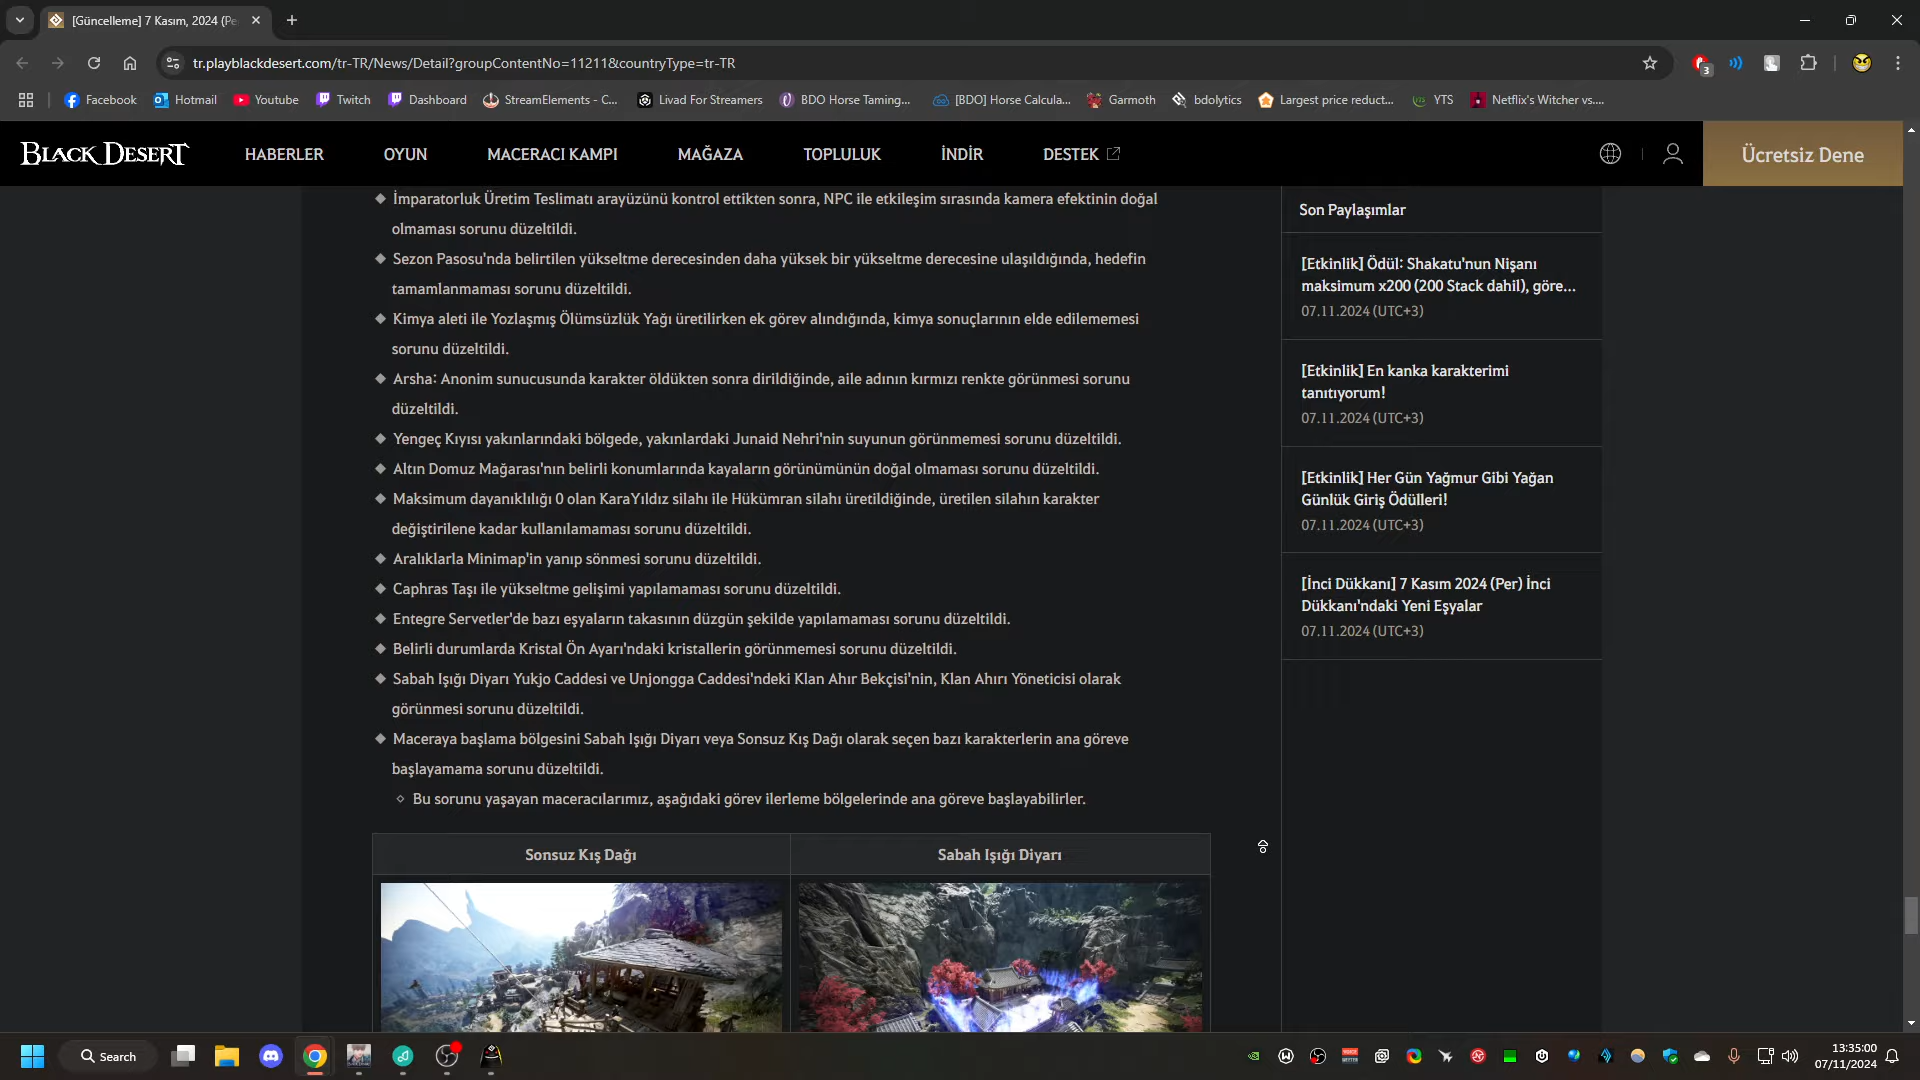 [Güncelleme] 7 Kasım, 2024 (Pe
tr.playblackdesert.com/tr-TR/News/Detail?groupContentNo=11211&countryType=tr-TR
3
Facebook
Hotmail
Youtube
Twitch
Dashboard
StreamElements - C...
Livad For Streamers
BDO Horse Taming...
[BDO] Horse Calcula...
Garmoth
bdolytics
Largest price reduct...
YTS
Netflix's Witcher vs....
BLACK DESERT
HABERLER
OYUN
MACERACI KAMPI
MAĞAZA
TOPLULUK
İNDİR
DESTEK
Ücretsiz Dene
İmparatorluk Üretim Teslimatı arayüzünü kontrol ettikten sonra, NPC ile etkileşim sırasında kamera efektinin doğal
olmaması sorunu düzeltildi.
Sezon Pasosu'nda belirtilen yükseltme derecesinden daha yüksek bir yükseltme derecesine ulaşıldığında, hedefin
tamamlanmaması sorunu düzeltildi.
Kimya aleti ile Yozlaşmış Ölümsüzlük Yağı üretilirken ek görev alındığında, kimya sonuçlarının elde edilememesi
sorunu düzeltildi.
Arsha: Anonim sunucusunda karakter öldükten sonra dirildiğinde, aile adının kırmızı renkte görünmesi sorunu
düzeltildi.
Yengeç Kıyısı yakınlarındaki bölgede, yakınlardaki Junaid Nehri'nin suyunun görünmemesi sorunu düzeltildi.
Altın Domuz Mağarası'nın belirli konumlarında kayaların görünümünün doğal olmaması sorunu düzeltildi.
Maksimum dayanıklılığı 0 olan KaraYıldız silahı ile Hükümran silahı üretildiğinde, üretilen silahın karakter
değiştirilene kadar kullanılamaması sorunu düzeltildi.
Aralıklarla Minimap'in yanıp sönmesi sorunu düzeltildi.
Caphras Taşı ile yükseltme gelişimi yapılamaması sorunu düzeltildi.
Entegre Servetler'de bazı eşyaların takasının düzgün şekilde yapılamaması sorunu düzeltildi.
Belirli durumlarda Kristal Ön Ayarı'ndaki kristallerin görünmemesi sorunu düzeltildi.
Sabah Işığı Diyarı Yukjo Caddesi ve Unjongga Caddesi'ndeki Klan Ahır Bekçisi'nin, Klan Ahırı Yöneticisi olarak
görünmesi sorunu düzeltildi.
Maceraya başlama bölgesini Sabah Işığı Diyarı veya Sonsuz Kış Dağı olarak seçen bazı karakterlerin ana göreve
başlayamama sorunu düzeltildi.
Bu sorunu yaşayan maceracılarımız, aşağıdaki görev ilerleme bölgelerinde ana göreve başlayabilirler.
Sonsuz Kış Dağı
Sabah Işığı Diyarı
Son Paylaşımlar
[Etkinlik] Ödül: Shakatu'nun Nişanı
maksimum x200 (200 Stack dahil), göre...
07.11.2024 (UTC+3)
[Etkinlik] En kanka karakterimi
tanıtıyorum!
07.11.2024 (UTC+3)
[Etkinlik] Her Gün Yağmur Gibi Yağan
Günlük Giriş Ödülleri!
07.11.2024 (UTC+3)
[İnci Dükkanı] 7 Kasım 2024 (Per) İnci
Dükkanı'ndaki Yeni Eşyalar
07.11.2024 (UTC+3)
Search
13:35:00
07/11/2024